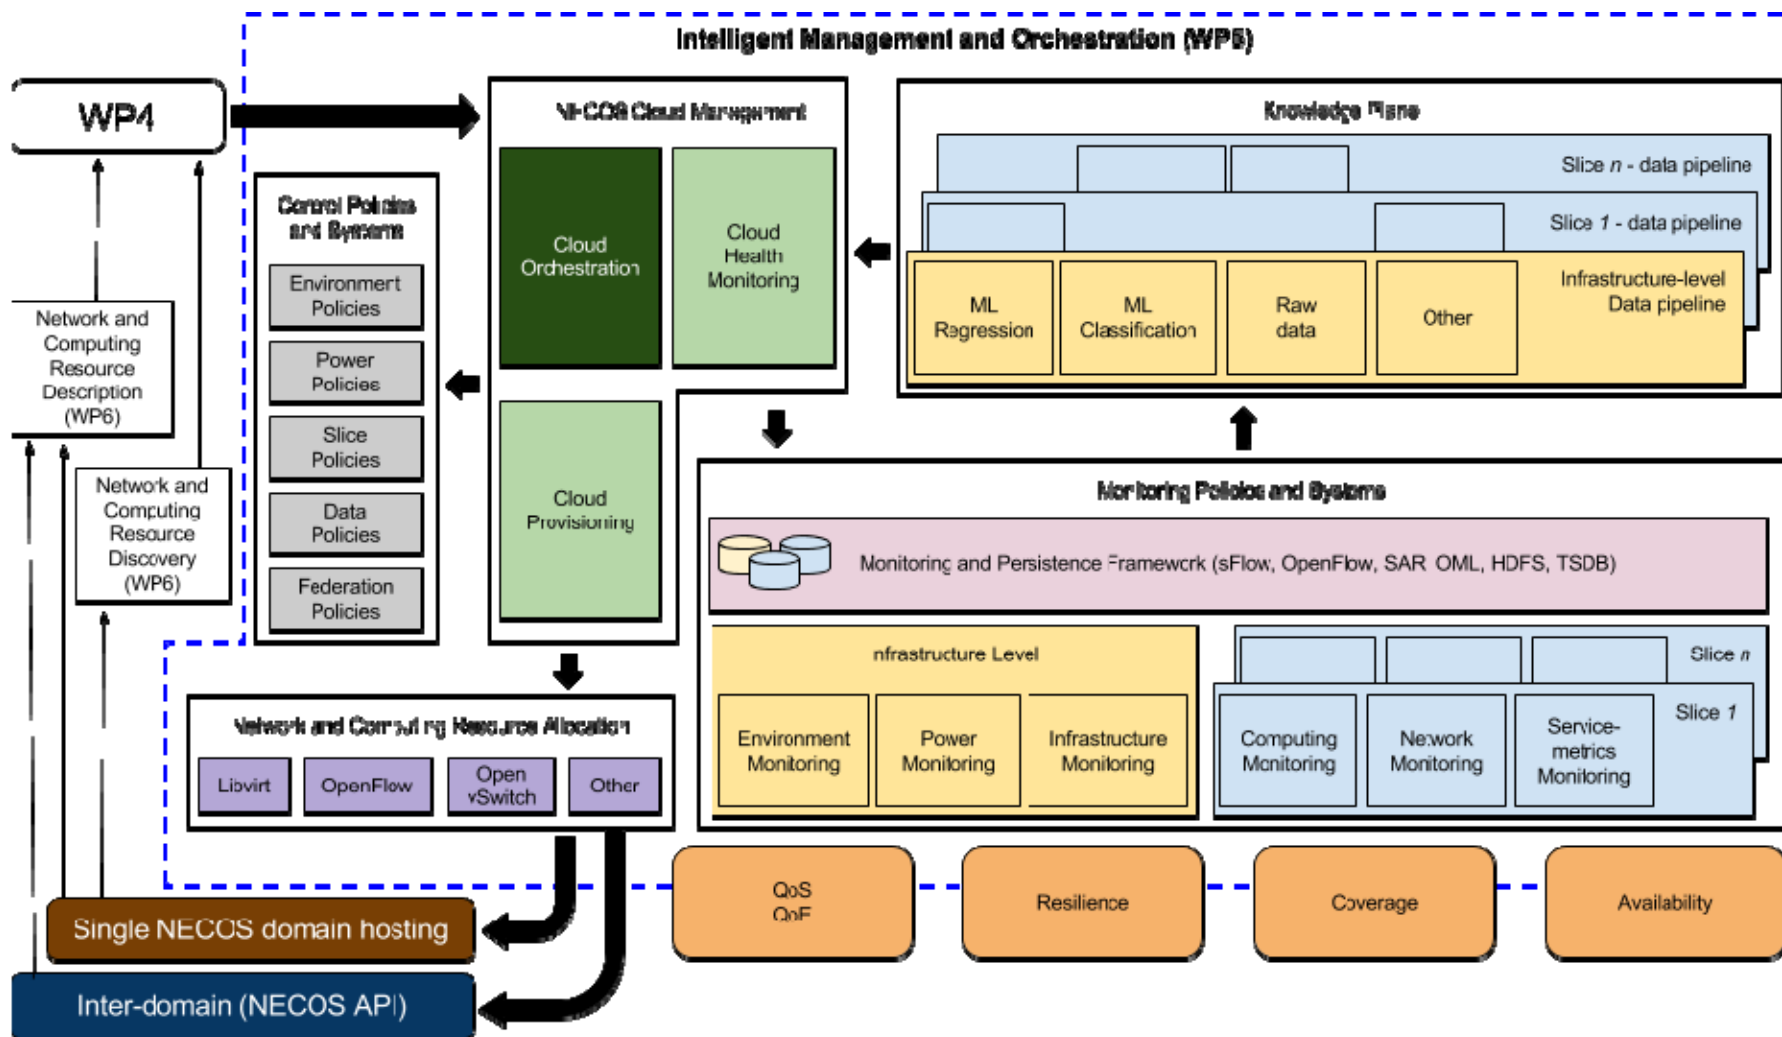 Intelligent Management and Orchestration (WP5)
WP4
NECOS Cloud Management
Cloud
Orchestration
Cloud
Health
Monitoring
Cloud
Provisioning
Knowledge Plane
Slice n - data pipeline
Slice 1 - data pipeline
Infrastructure-level
Data pipeline
ML
Regression
ML
Classification
Raw
data
Other
Control Policies
and Systems
Environment
Policies
Power
Policies
Slice
Policies
Data
Policies
Federation
Policies
Network and
Computing
Resource
Description
(WP6)
Network and
Computing
Resource
Discovery
(WP6)
Monitoring Policies and Systems
Monitoring and Persistence Framework (sFlow, OpenFlow, SAR OML, HDFS, TSDB)
nfrastructure Level
Environment
Monitoring
Power
Monitoring
Infrastructure
Monitoring
Slice n
Slice 1
Computing
Monitoring
Network
Monitoring
Service-
metrics
Monitoring
Network and Computing Resource Allocation
Libvirt
OpenFlow
Open
vSwitch
Other
QoS
QoE
Resilience
Coverage
Availability
Single NECOS domain hosting
Inter-domain (NECOS API)